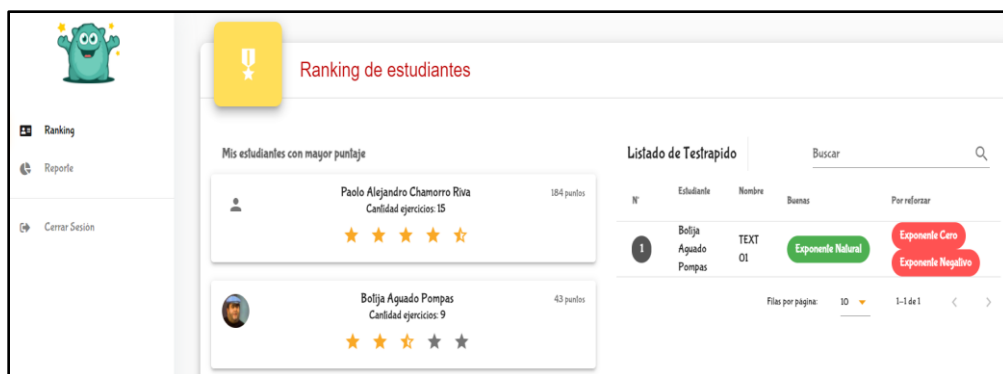 Ranking de estudiantes
Ranking
Reporte
Cerrar Sesión
Mis estudiantes con mayor puntaje
Paolo Alejandro Chamorro Riva
184 puntos
Cantidad ejercicios: 15
Botija Aguado Pompas
43 puntos
Cantidad ejercicios: 9
Listado de Testrapido
Buscar
N° Estudiante Nombre Buenas Por reforzar
1
Botija
Aguado
Pompas
TEXT
01
Exponente Natural
Exponente Cero
Exponente Negativo
Filas por página: 10 1-1 de 1